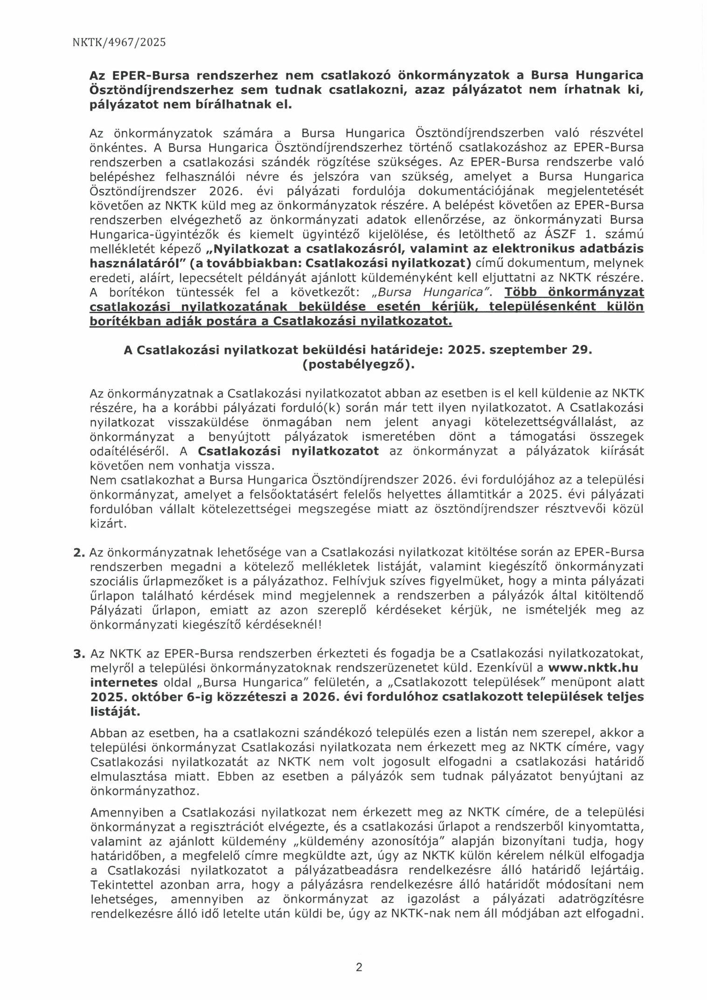 NKTK/4967/2025
Az EPER-Bursa rendszerhez nem csatlakozó önkormányzatok a Bursa Hungarica
Ösztöndíjrendszerhez sem tudnak csatlakozni, azaz pályázatot nem írhatnak ki,
pályázatot nem bírálhatnak el.
Az önkormányzatok számára a Bursa Hungarica Ösztöndíjrendszerben való részvétel
önkéntes. A Bursa Hungarica Ösztöndíjrendszerhez történő csatlakozáshoz az EPER-Bursa
rendszerben a csatlakozási szándék rögzítése szükséges. Az EPER-Bursa rendszerbe való
belépéshez felhasználói névre és jelszóra van szükség, amelyet a Bursa Hungarica
Ösztöndíjrendszer 2026. évi pályázati fordulója dokumentációjának megjelentetését
követően az NKTK küld meg az önkormányzatok részére. A belépést követően az EPER-Bursa
rendszerben elvégezhető az önkormányzati adatok ellenőrzése, az önkormányzati Bursa
Hungarica-ügyintézők és kiemelt ügyintéző kijelölése, és letölthető az ÁSZF 1. számú
mellékletét képező „Nyilatkozat a csatlakozásról, valamint az elektronikus adatbázis
használatáról” (a továbbiakban: Csatlakozási nyilatkozat) című dokumentum, melynek
eredeti, aláírt, lepecsételt példányát ajánlott küldeményként kell eljuttatni az NKTK részére.
A borítékon tüntessék fel a következőt: „Bursa Hungarica”. Több önkormányzat
csatlakozási nyilatkozatának beküldése esetén kérjük, településenként külön
borítékban adják postára a Csatlakozási nyilatkozatot.
A Csatlakozási nyilatkozat beküldési határideje: 2025. szeptember 29.
(postabélyegző).
Az önkormányzatnak a Csatlakozási nyilatkozatot abban az esetben is el kell küldenie az NKTK
részére, ha a korábbi pályázati forduló(k) során már tett ilyen nyilatkozatot. A Csatlakozási
nyilatkozat visszaküldése önmagában nem jelent anyagi kötelezettségvállalást, az
önkormányzat a benyújtott pályázatok ismeretében dönt a támogatási összegek
odaítéléséről. A Csatlakozási nyilatkozatot az önkormányzat a pályázatok kiírását
követően nem vonhatja vissza.
Nem csatlakozhat a Bursa Hungarica Ösztöndíjrendszer 2026. évi fordulójához az a települési
önkormányzat, amelyet a felsőoktatásért felelős helyettes államtitkár a 2025. évi pályázati
fordulóban vállalt kötelezettségei megszegése miatt az ösztöndíjrendszer résztvevői közül
kizárt.
2. Az önkormányzatnak lehetősége van a Csatlakozási nyilatkozat kitöltése során az EPER-Bursa
rendszerben megadni a kötelező mellékletek listáját, valamint kiegészítő önkormányzati
szociális űrlapmezőket is a pályázathoz. Felhívjuk szíves figyelmüket, hogy a minta pályázati
űrlapon található kérdések mind megjelennek a rendszerben a pályázók által kitöltendő
Pályázati űrlapon, emiatt az azon szereplő kérdéseket kérjük, ne ismételjék meg az
önkormányzati kiegészítő kérdéseknél!
3. Az NKTK az EPER-Bursa rendszerben érkezteti és fogadja be a Csatlakozási nyilatkozatokat,
melyről a települési önkormányzatoknak rendszerüzenetet küld. Ezenkívül a www.nktk.hu
internetes oldal „Bursa Hungarica” felületén, a „Csatlakozott települések” menüpont alatt
2025. október 6-ig közzéteszi a 2026. évi fordulóhoz csatlakozott települések teljes
listáját.
Abban az esetben, ha a csatlakozni szándékozó település ezen a listán nem szerepel, akkor a
települési önkormányzat Csatlakozási nyilatkozata nem érkezett meg az NKTK címére, vagy
Csatlakozási nyilatkozatát az NKTK nem volt jogosult elfogadni a csatlakozási határidő
elmulasztása miatt. Ebben az esetben a pályázók sem tudnak pályázatot benyújtani az
önkormányzathoz.
Amennyiben a Csatlakozási nyilatkozat nem érkezett meg az NKTK címére, de a települési
önkormányzat a regisztrációt elvégezte, és a csatlakozási űrlapot a rendszerből kinyomtatta,
valamint az ajánlott küldemény „küldemény azonosítója” alapján bizonyítani tudja, hogy
határidőben, a megfelelő címre megküldte azt, úgy az NKTK külön kérelem nélkül elfogadja
a Csatlakozási nyilatkozatot a pályázatbeadásra rendelkezésre álló határidő lejártáig.
Tekintettel azonban arra, hogy a pályázásra rendelkezésre álló határidőt módosítani nem
lehetséges, amennyiben az önkormányzat az igazolást a pályázati adatrögzítésre
rendelkezésre álló idő letelte után küldi be, úgy az NKTK-nak nem áll módjában azt elfogadni.
2